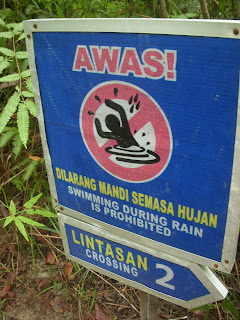 AWAS!
DILARANG MANDI SEMASA HUJAN
SWIMMING DURING RAIN
IS PROHIBITED
LINTASAN
CROSSING
2